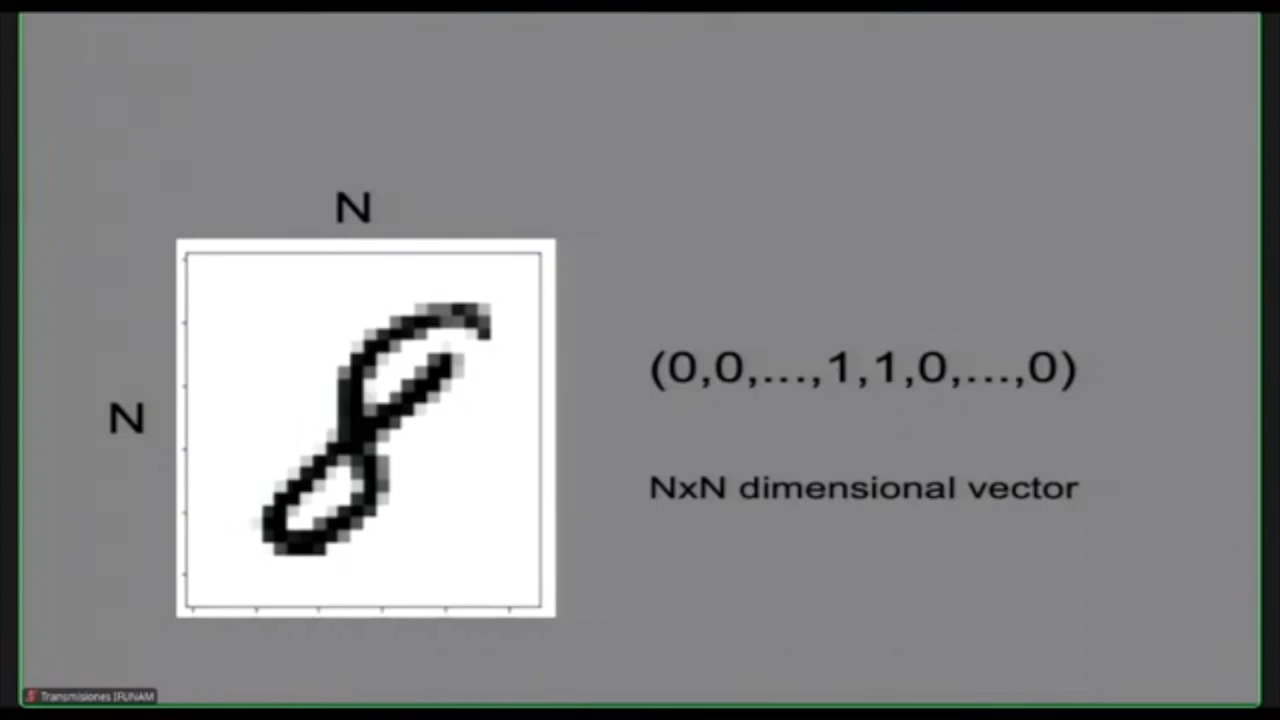 N
N
(0,0,...,1,1,0,...,0)
NxN dimensional vector
Transmisiones IFUNAM